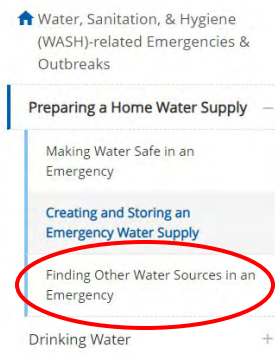 Water, Sanitation, & Hygiene
(WASH)-related Emergencies &
Outbreaks
Preparing a Home Water Supply –
Making Water Safe in an
Emergency
Creating and Storing an
Emergency Water Supply
Finding Other Water Sources in an
Emergency
Drinking Water +